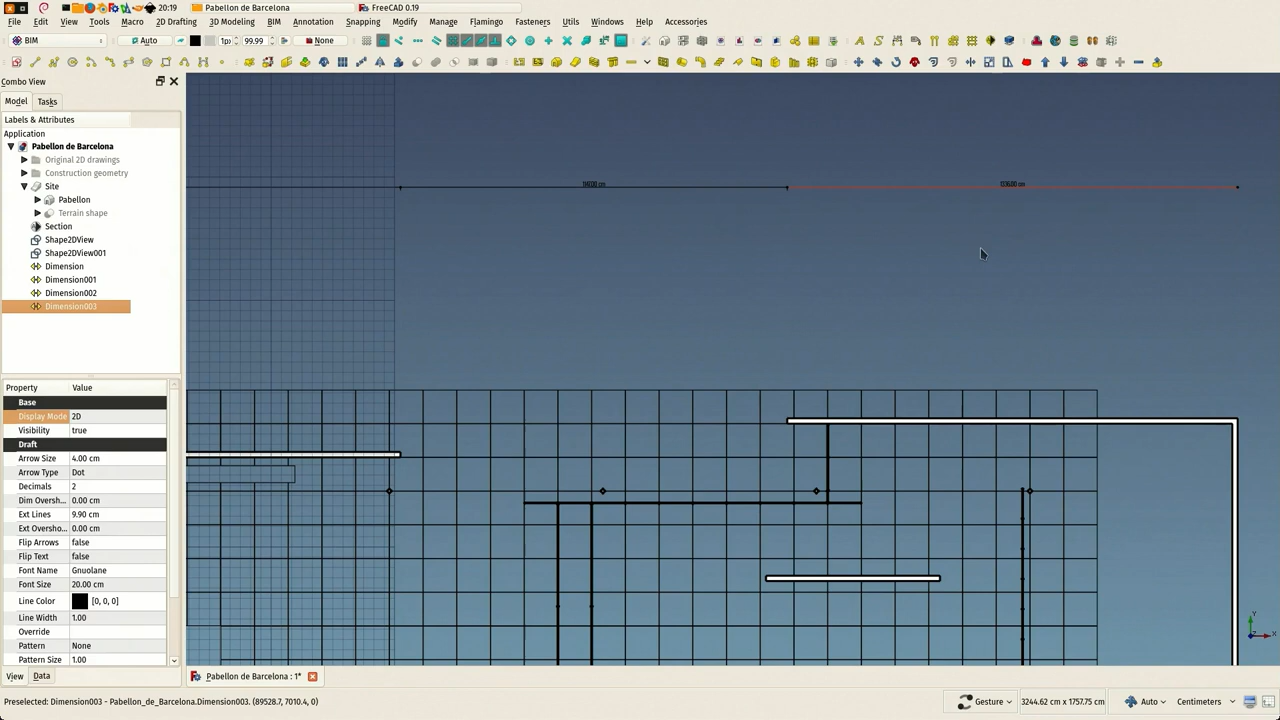 20:19
Pabellon de Barcelona
FreeCAD 0.19
File Edit View Tools Macro 2D Drafting 3D Modeling BIM Annotation Snapping Modify Manage Flamingo Fasteners Utils Windows Help Accessories
BIM
Auto
1p
99.99
None
Combo View
Model Tasks
Labels & Attributes
Application
Pabellon de Barcelona
Original 2D drawings
Construction geometry
Site
Pabellon
Terrain shape
Section
Shape2DView
Shape2DView001
Dimension
Dimension001
Dimension002
Dimension003
1336.00 cm
Property Value
Base
Display Mode 2D
Visibility true
Draft
Arrow Size 4.00 cm
Arrow Type Dot
Decimals 2
Dim Oversh... 0.00 cm
Ext Lines 9.90 cm
Ext Oversho... 0.00 cm
Flip Arrows false
Flip Text false
Font Name Gnuolane
Font Size 20.00 cm
Line Color [0, 0, 0]
Line Width 1.00
Override
Pattern None
Pattern Size 1.00
View Data
Pabellon de Barcelona : 1*
Y
X
Preselected: Dimension003 - Pabellon_de_Barcelona.Dimension003. (89528.7, 7010.4, 0)
Gesture
3244.62 cm x 1757.75 cm
Auto
Centimeters